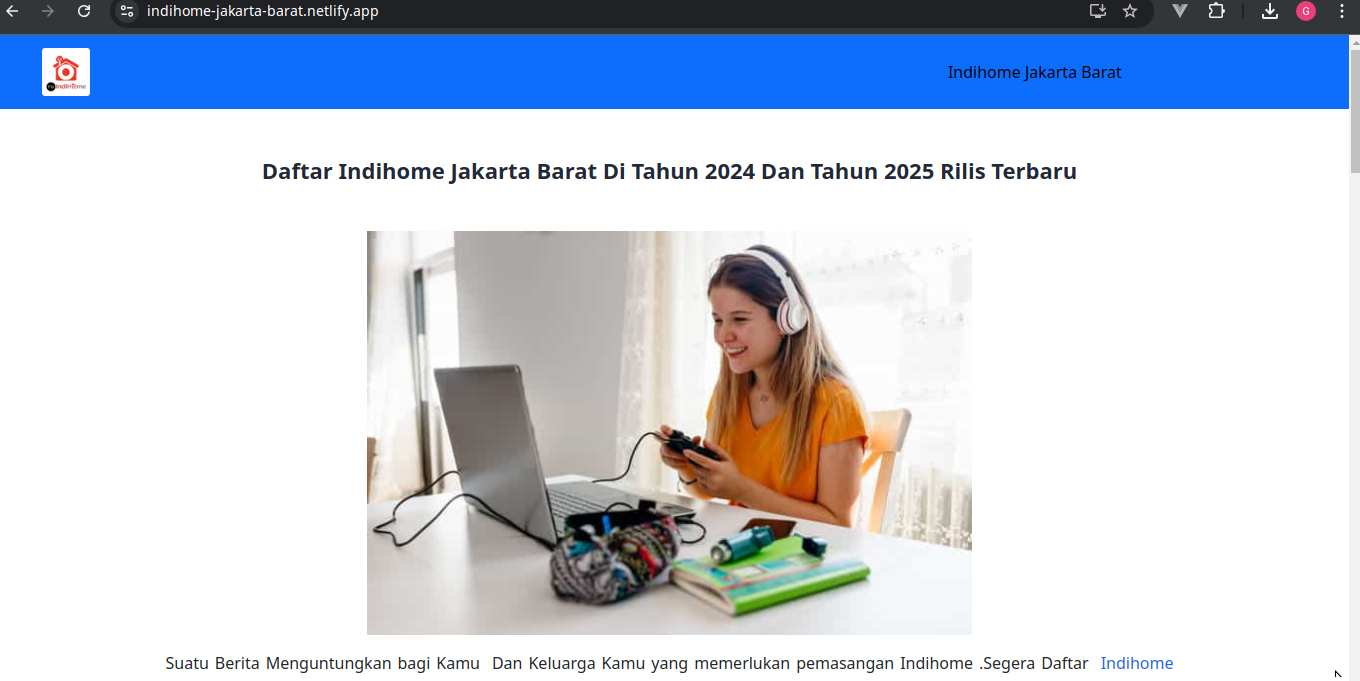 indihome-jakarta-barat.netlify.app
G
IndiHome
Indihome Jakarta Barat
Daftar Indihome Jakarta Barat Di Tahun 2024 Dan Tahun 2025 Rilis Terbaru
Suatu Berita Menguntungkan bagi Kamu  Dan Keluarga Kamu yang memerlukan pemasangan Indihome .Segera Daftar  Indihome